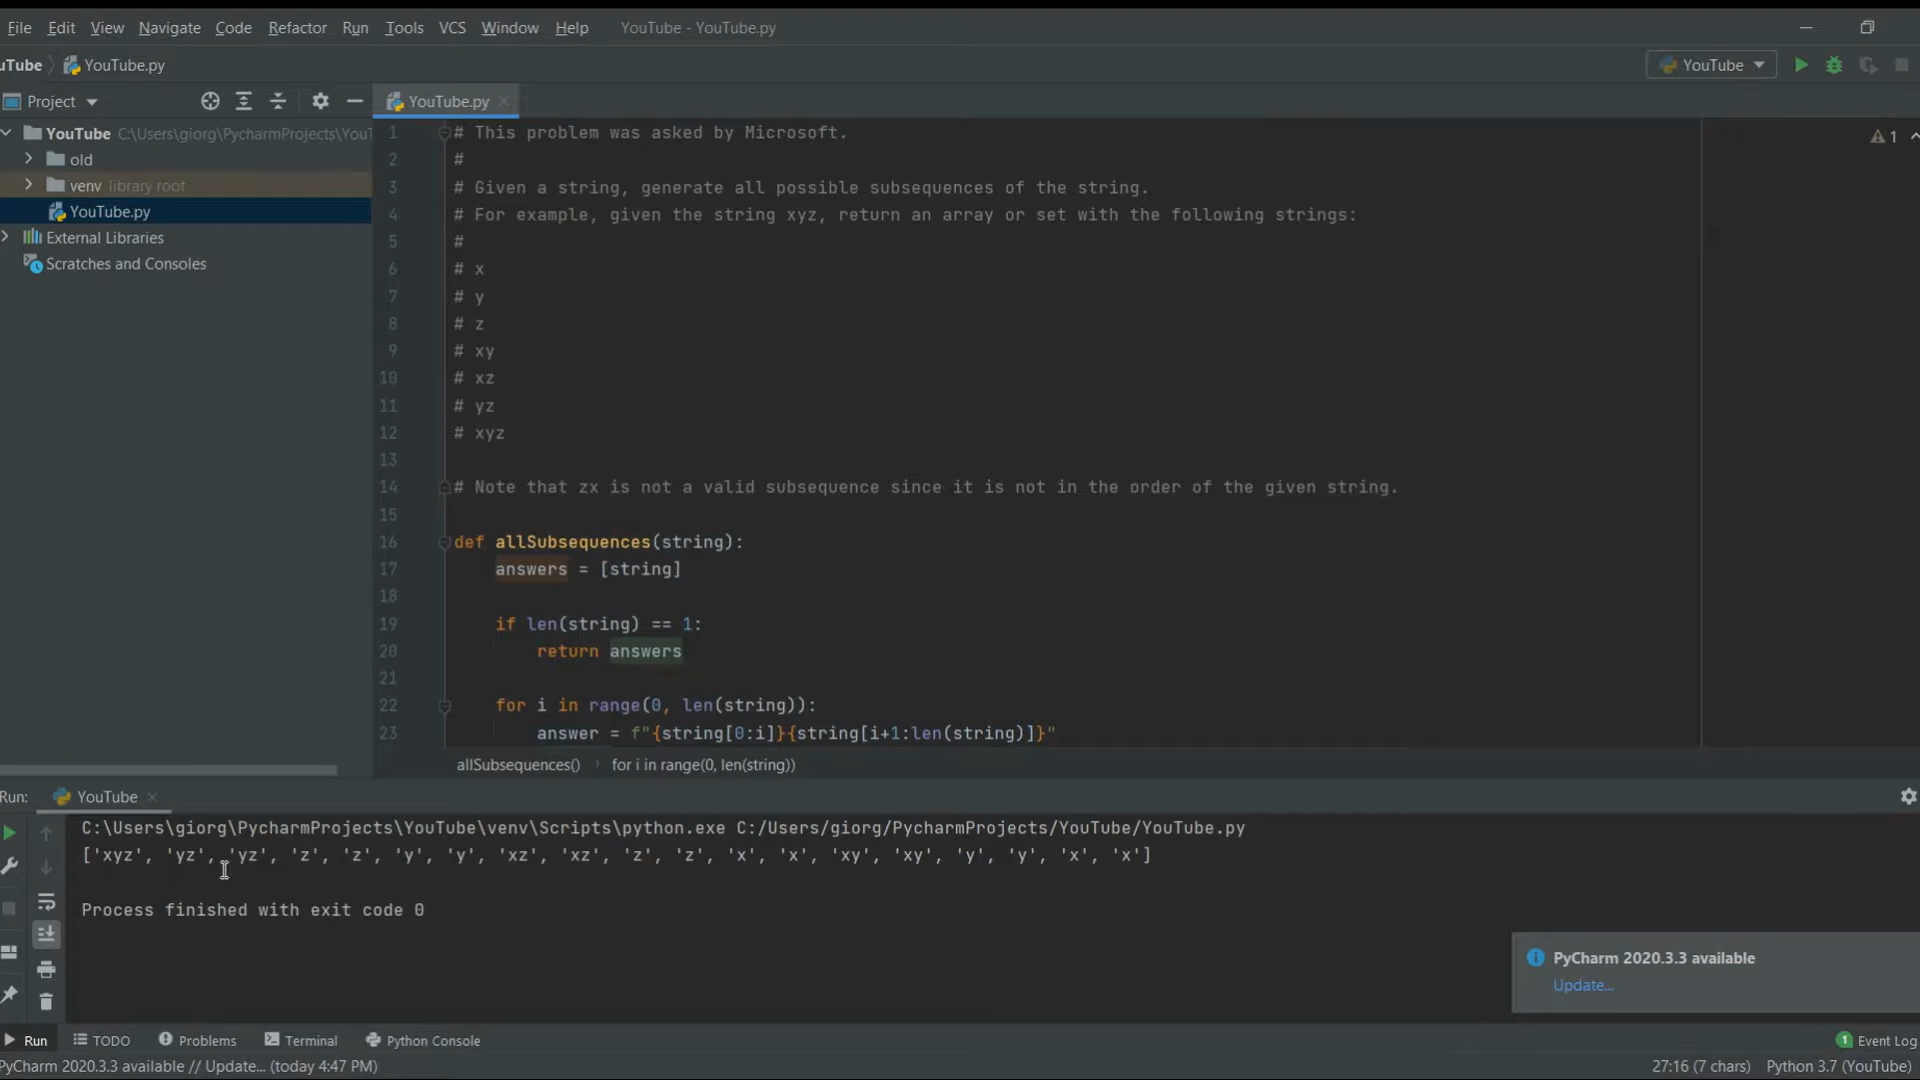 File Edit View Navigate Code Refactor Run Tools VCS Window Help YouTube - YouTube.py
uTube YouTube.py YouTube
Project YouTube.py
YouTube C:\Users\giorg\PycharmProjects\You
old
venv library root
YouTube.py
External Libraries
Scratches and Consoles
1 # This problem was asked by Microsoft. 1
2 #
3 # Given a string, generate all possible subsequences of the string.
4 # For example, given the string xyz, return an array or set with the following strings:
5 #
6 # x
7 # y
8 # z
9 # xy
10 # xz
11 # yz
12 # xyz
13
14 # Note that zx is not a valid subsequence since it is not in the order of the given string.
15
16 def allSubsequences(string):
17 answers = [string]
18
19 if len(string) == 1:
20 return answers
21
22 for i in range(0, len(string)):
23 answer = f"{string[0:i]}{string[i+1:len(string)]}"
allSubsequences() for i in range(0, len(string))
Run: YouTube
C:\Users\giorg\PycharmProjects\YouTube\venv\Scripts\python.exe C:/Users/giorg/PycharmProjects/YouTube/YouTube.py
['xyz', 'yz', 'yz', 'z', 'z', 'y', 'y', 'xz', 'xz', 'z', 'z', 'x', 'x', 'xy', 'xy', 'y', 'y', 'x', 'x']
Process finished with exit code 0
PyCharm 2020.3.3 available
Update...
Run TODO Problems Terminal Python Console 1 Event Log
PyCharm 2020.3.3 available // Update... (today 4:47 PM) 27:16 (7 chars) Python 3.7 (YouTube)